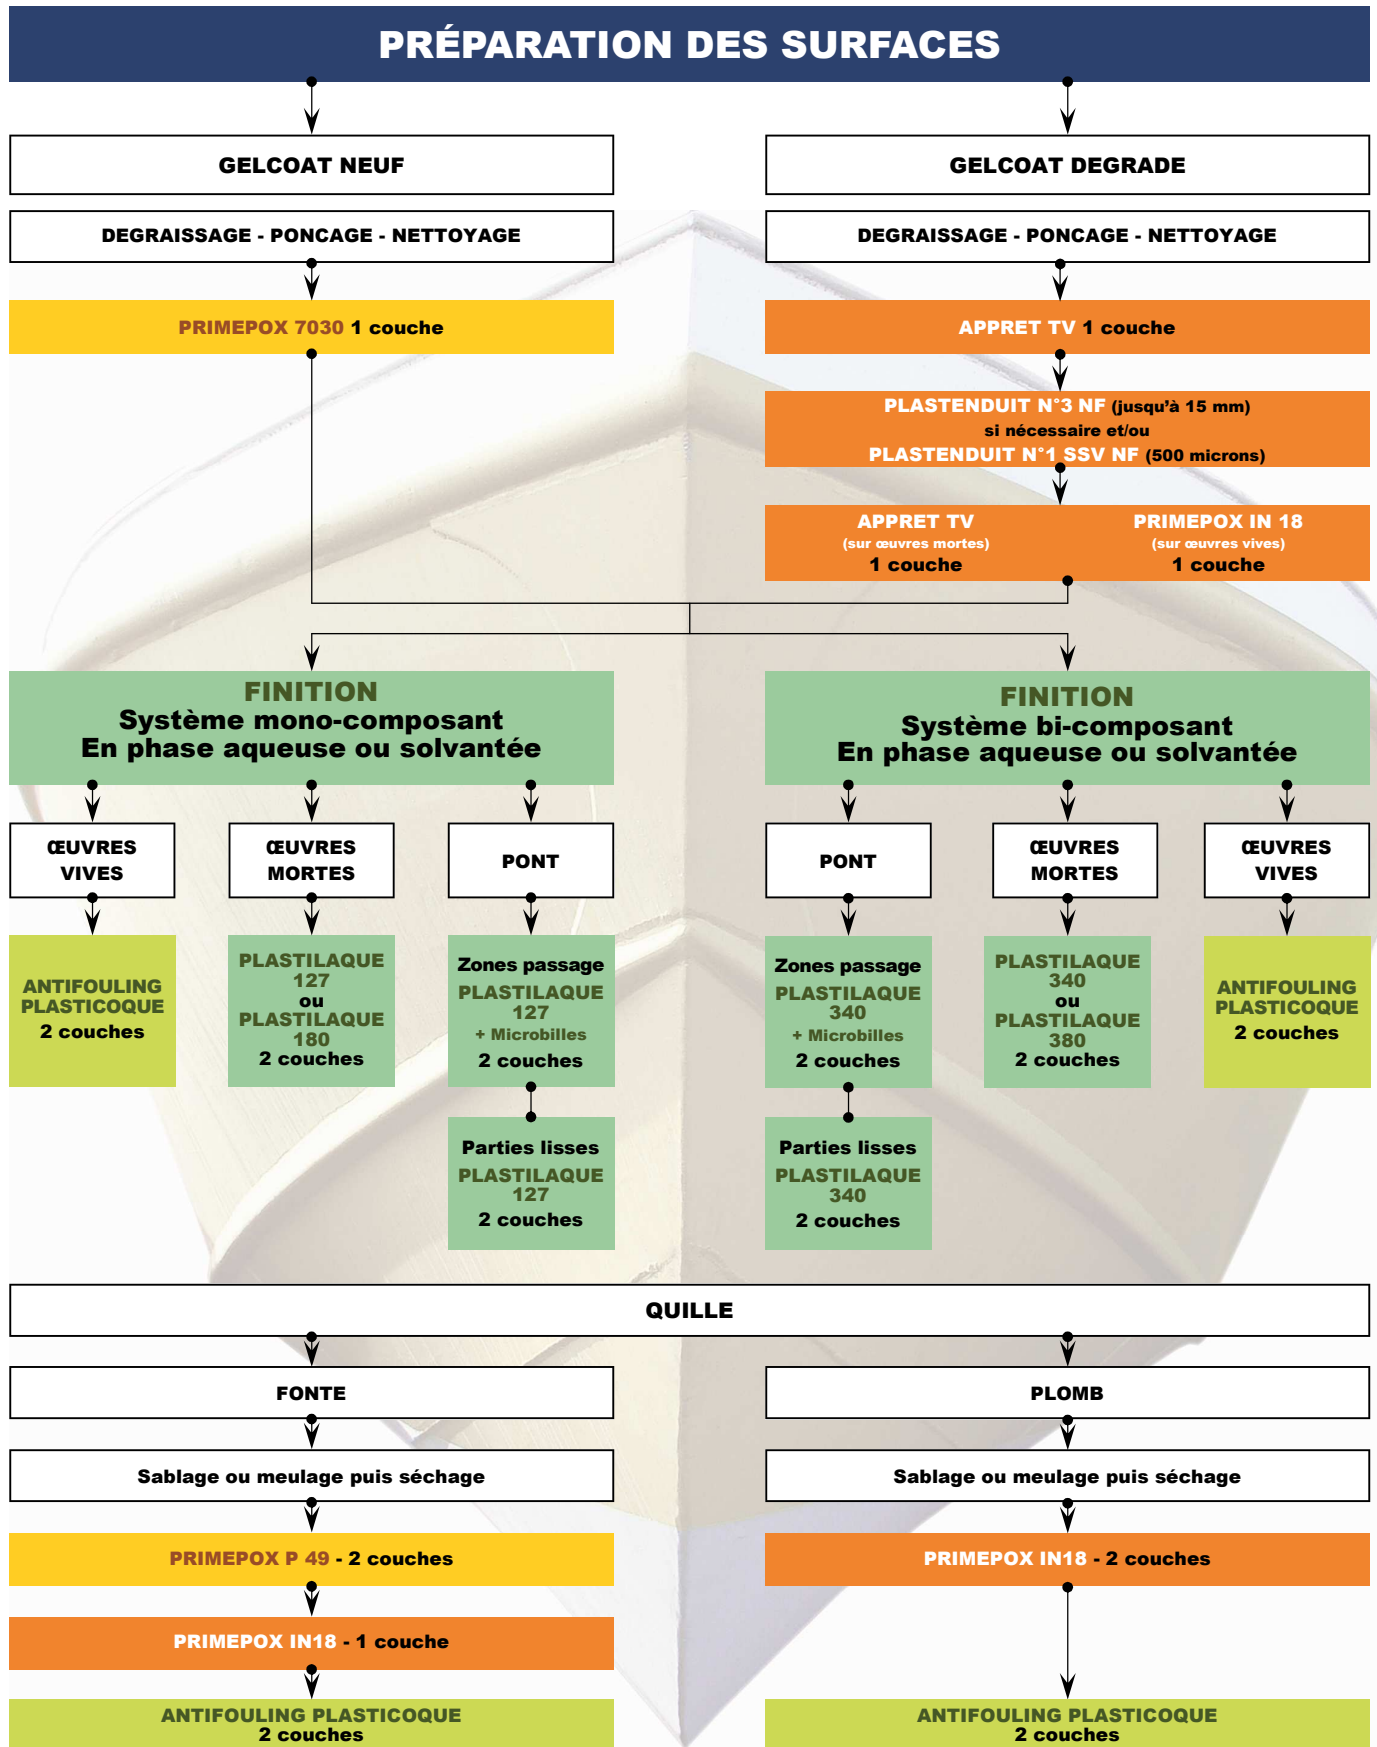 PRÉPARATION DES SURFACES
GELCOAT NEUF
DEGRAISSAGE - PONCAGE - NETTOYAGE
PRIMEPOX 7030 1 couche
GELCOAT DEGRADE
DEGRAISSAGE - PONCAGE - NETTOYAGE
APPRET TV 1 couche
PLASTENDUIT N°3 NF (jusqu'à 15 mm)
si nécessaire et/ou
PLASTENDUIT N°1 SSV NF (500 microns)
APPRET TV
(sur œuvres mortes)
1 couche
PRIMEPOX IN 18
(sur œuvres vives)
1 couche
FINITION
Système mono-composant
En phase aqueuse ou solvantée
ŒUVRES
VIVES
ANTIFOULING
PLASTICOQUE
2 couches
ŒUVRES
MORTES
PLASTILAQUE
127
ou
PLASTILAQUE
180
2 couches
PONT
Zones passage
PLASTILAQUE
127
+ Microbilles
2 couches
Parties lisses
PLASTILAQUE
127
2 couches
FINITION
Système bi-composant
En phase aqueuse ou solvantée
PONT
Zones passage
PLASTILAQUE
340
+ Microbilles
2 couches
Parties lisses
PLASTILAQUE
340
2 couches
ŒUVRES
MORTES
PLASTILAQUE
340
ou
PLASTILAQUE
380
2 couches
ŒUVRES
VIVES
ANTIFOULING
PLASTICOQUE
2 couches
QUILLE
FONTE
Sablage ou meulage puis séchage
PRIMEPOX P 49 - 2 couches
PRIMEPOX IN18 - 1 couche
ANTIFOULING PLASTICOQUE
2 couches
PLOMB
Sablage ou meulage puis séchage
PRIMEPOX IN18 - 2 couches
ANTIFOULING PLASTICOQUE
2 couches